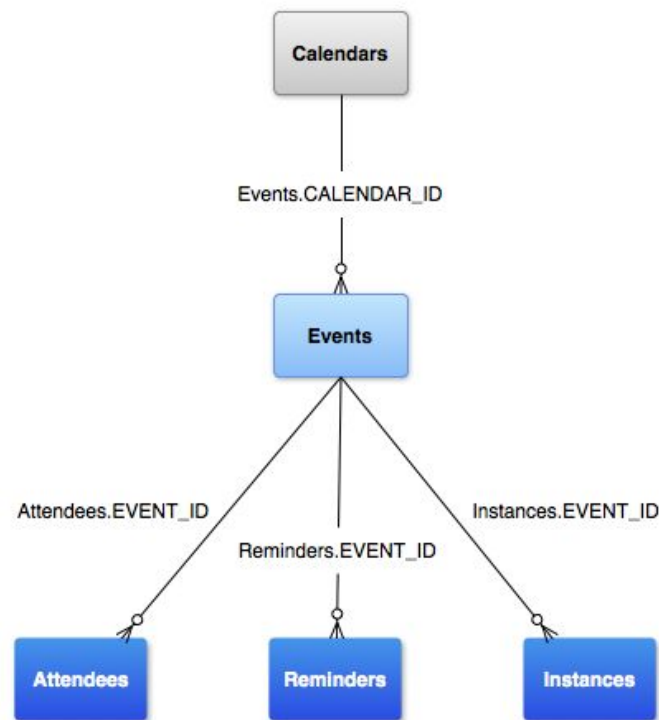 Calendars
Events.CALENDAR_ID
Events
Attendees.EVENT_ID
Instances.EVENT_ID
Reminders.EVENT_ID
Attendees
Reminders
Instances